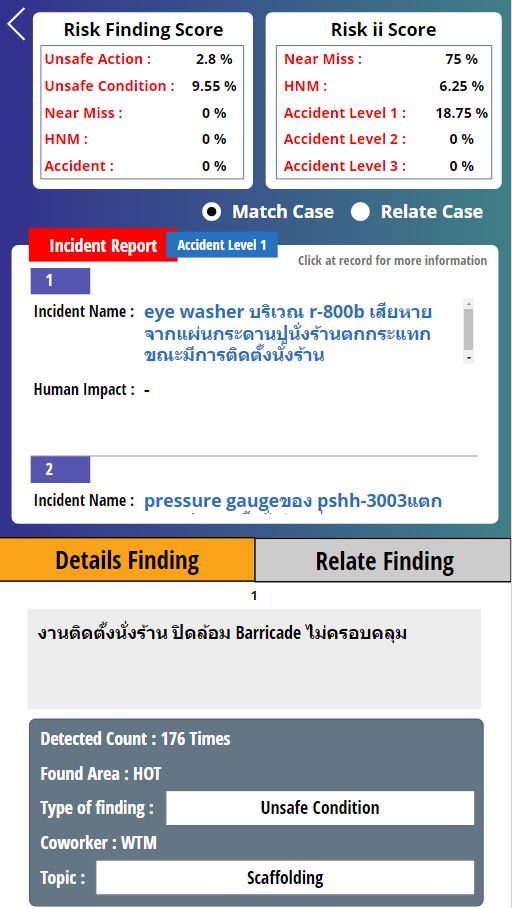 Risk Finding Score
Unsafe Action : 2.8 %
Unsafe Condition : 9.55 %
Near Miss : 0 %
HNM : 0 %
Accident : 0 %
Risk ii Score
Near Miss : 75 %
HNM : 6.25 %
Accident Level 1 : 18.75 %
Accident Level 2 : 0 %
Accident Level 3 : 0 %
Match Case Relate Case
Incident Report Accident Level 1
Click at record for more information
1
Incident Name : eye washer บริเวณ r-800b เสียหาย
จากแผ่นกระดานปูนั่งร้านตกกระแทก
ขณะมีการติดตั้งนั่งร้าน
Human Impact : -
2
Incident Name : pressure gaugeของ pshh-3003แตก
Details Finding Relate Finding
1
งานติดตั้งนั่งร้าน ปิดล้อม Barricade ไม่ครอบคลุม
Detected Count : 176 Times
Found Area : HOT
Type of finding : Unsafe Condition
Coworker : WTM
Topic : Scaffolding